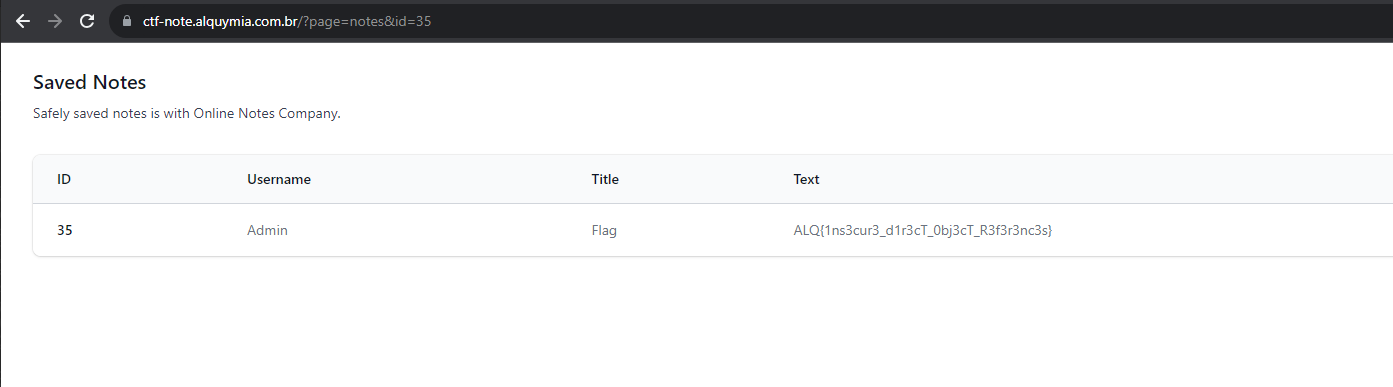 ctf-note.alquymia.com.br/?page=notes&id=35
Saved Notes
Safely saved notes is with Online Notes Company.
ID Username Title Text
35 Admin Flag ALQ{1ns3cur3_d1r3cT_0bj3cT_R3f3r3nc3s}